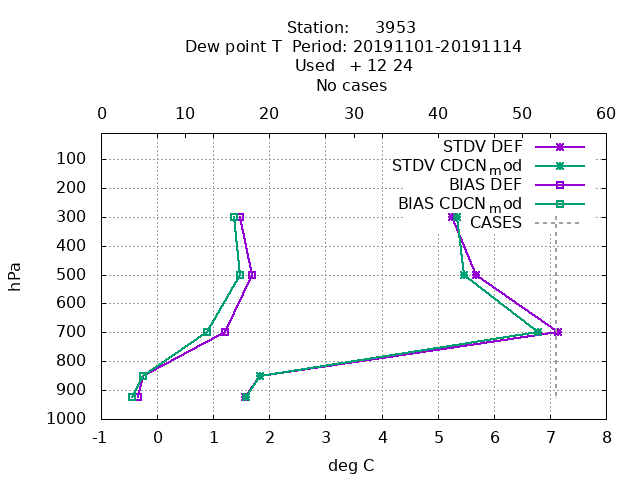 Station: 3953
Dew point T Period: 20191101-20191114
Used + 12 24
No cases
0 10 20 30 40 50 60
STDV DEF
STDV CDCNmod
BIAS DEF
BIAS CDCNmod
CASES
100
200
300
400
500
600
700
800
900
1000
hPa
-1 0 1 2 3 4 5 6 7 8
deg C